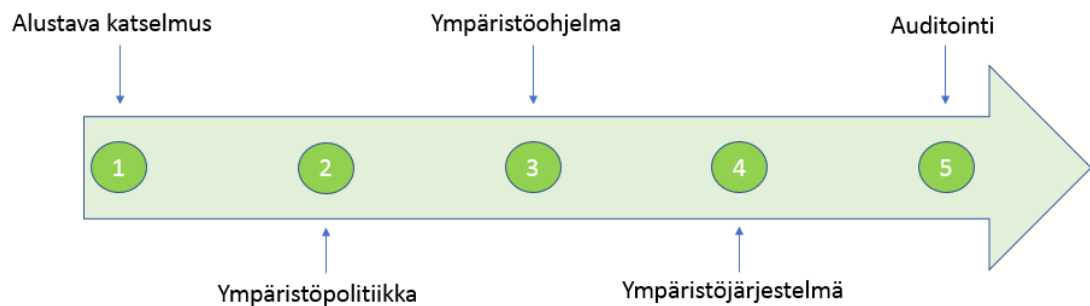 Alustava katselmus
Ympäristöohjelma
Auditointi
1
2
3
4
5
Ympäristöpolitiikka
Ympäristöjärjestelmä